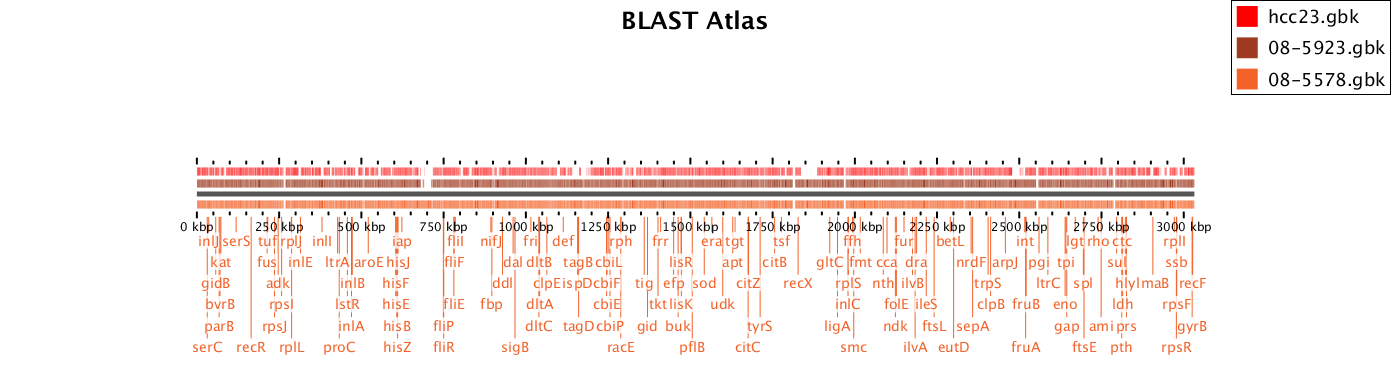 BLAST Atlas
hcc23.gbk
08-5923.gbk
08-5578.gbk
0 kbp 250 kbp 500 kbp 750 kbp 1000 kbp 1250 kbp 1500 kbp 1750 kbp 2000 kbp 2250 kbp 2500 kbp 2750 kbp 3000 kbp
inlJ serS tuf rplJ inlI iap fliI nifJ fri def rph frr era tgt tsf ffh fur betL int lgt rho ctc rplI
kat fus inlE ltrA aroE hisJ fliF dal dltB tagB cbiL lisR apt citB gltC fmt cca dra nrdF arpJ pgi tpi sul ssb
gidB adk inlB hisF ddl clpE ispD cbiF tig efp sod citZ recX rplS nth ilvB trpS ltrC spl hly lmaB recF
bvrB rpsI lstR hisE fliE fbp dltA cbiE tkt lisK udk inlC folE ileS clpB fruB eno ldh rpsF
parB rpsJ inlA hisB fliP dltC tagD cbiP gid buk tyrS ligA ndk ftsL sepA gap ami prs gyrB
serC recR rplL proC hisZ fliR sigB racE pflB citC smc ilvA eutD fruA ftsE pth rpsR